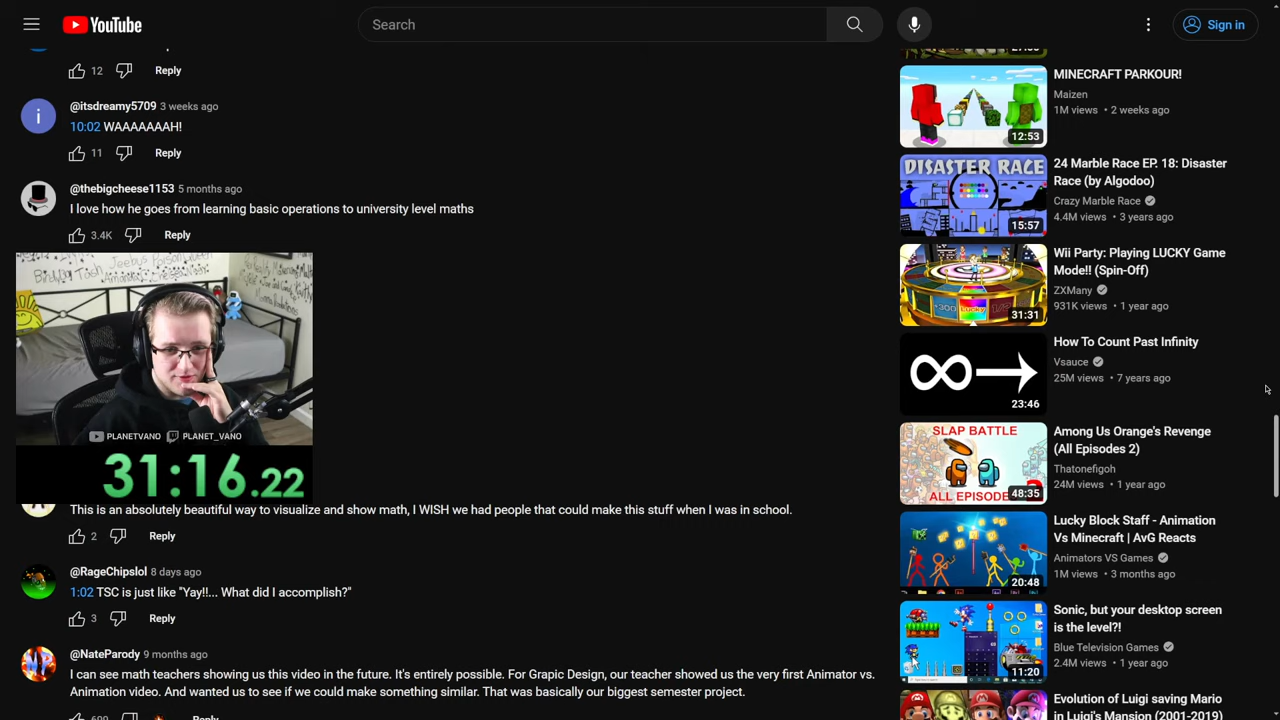 YouTube
Search
Sign in
12
Reply
@itsdreamy5709 3 weeks ago
10:02 WAAAAAAAH!
11
Reply
@thebigcheese1153 5 months ago
I love how he goes from learning basic operations to university level maths
3.4K
Reply
PLANETVANO PLANET_VANO
31:16.22
This is an absolutely beautiful way to visualize and show math, I WISH we had people that could make this stuff when I was in school.
2
Reply
@RageChipslol 8 days ago
1:02 TSC is just like "Yay!!... What did I accomplish?"
3
Reply
@NateParody 9 months ago
I can see math teachers showing us this video in the future. It's entirely possible. For Grapic Design, our teacher showed us the very first Animator vs.
Animation video. And wanted us to see if we could make something similar. That was basically our biggest semester project.
Reply
12:53
MINECRAFT PARKOUR!
Maizen
1M views • 2 weeks ago
DISASTER RACE
15:57
24 Marble Race EP. 18: Disaster
Race (by Algodoo)
Crazy Marble Race
4.4M views • 3 years ago
31:31
Wii Party: Playing LUCKY Game
Mode!! (Spin-Off)
ZXMany
931K views • 1 year ago
23:46
How To Count Past Infinity
Vsauce
25M views • 7 years ago
SLAP BATTLE
48:35
Among Us Orange's Revenge
(All Episodes 2)
Thatonefigoh
24M views • 1 year ago
20:48
Lucky Block Staff - Animation
Vs Minecraft | AvG Reacts
Animators VS Games
1M views • 3 months ago
11:20
Sonic, but your desktop screen
is the level?!
Blue Television Games
2.4M views • 1 year ago
Evolution of Luigi saving Mario
in Luigi's Mansion (2001-2019)